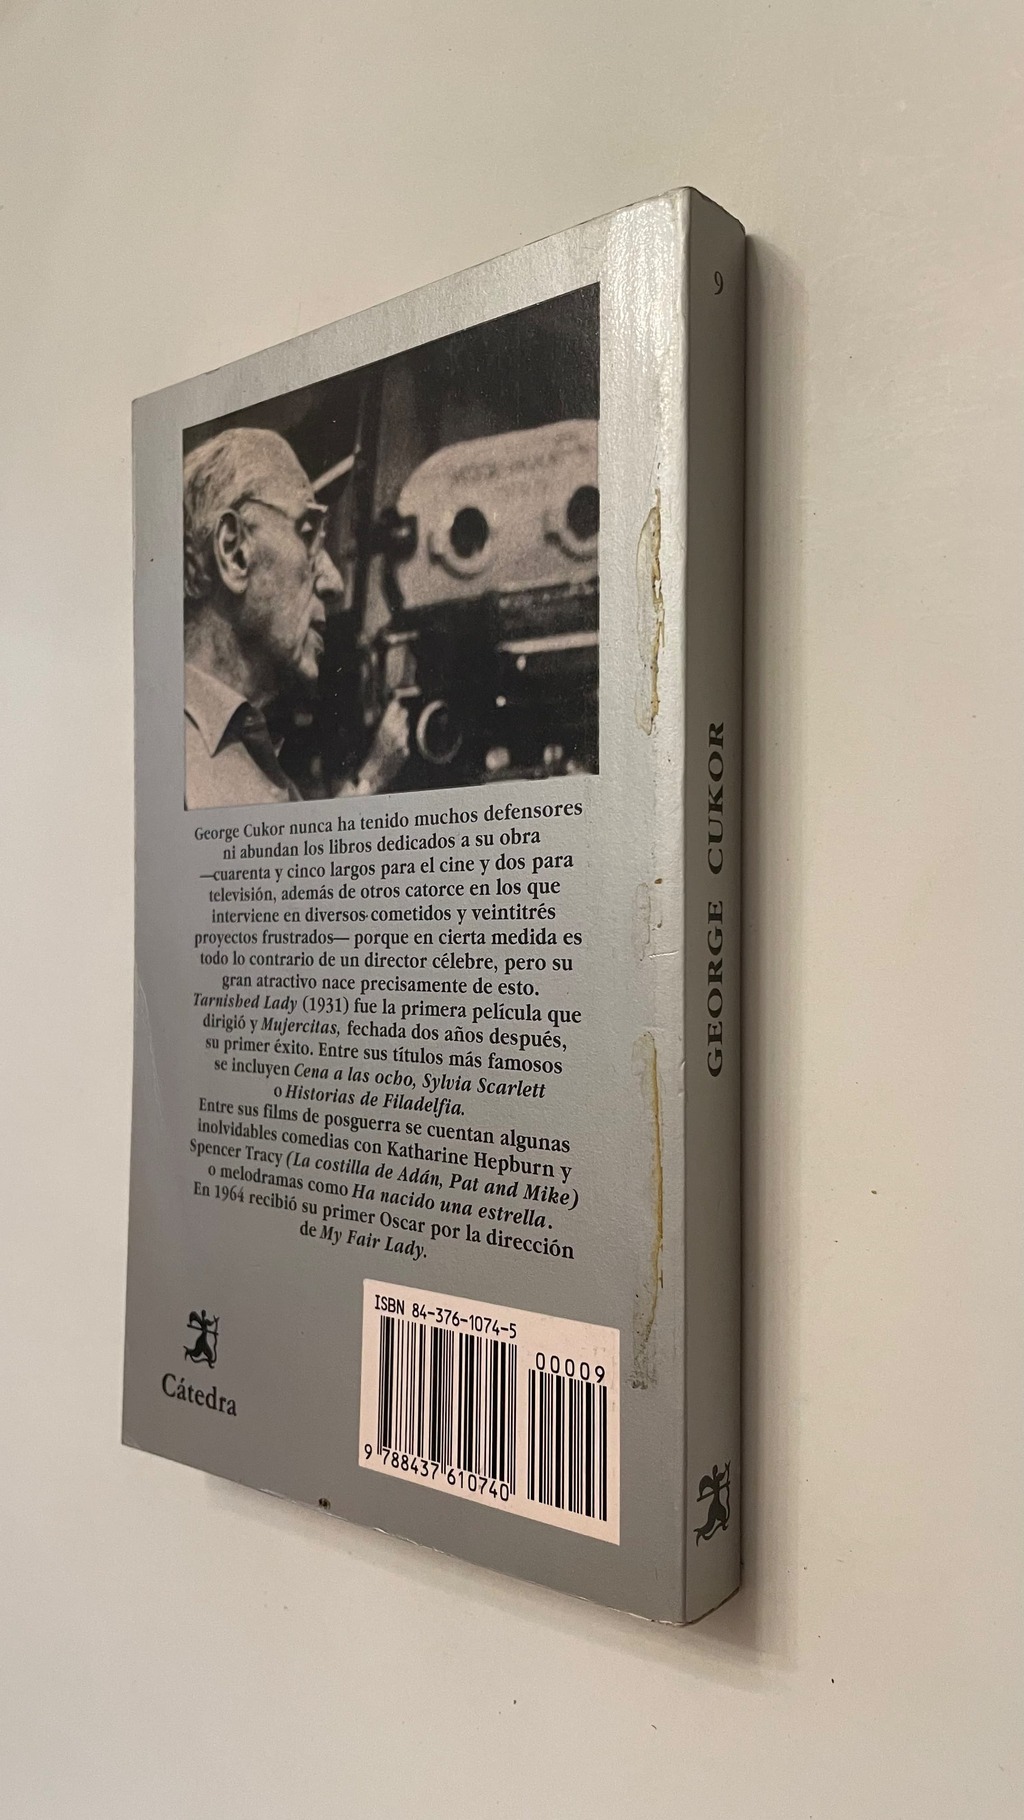 George Cukor nunca ha tenido muchos defensores
ni abundan los libros dedicados a su obra
—cuarenta y cinco largos para el cine y dos para
televisión, además de otros catorce en los que
interviene en diversos cometidos y veintitrés
proyectos frustrados— porque en cierta medida es
todo lo contrario de un director célebre, pero su
gran atractivo nace precisamente de esto.
Tarnished Lady (1931) fue la primera película que
dirigió y Mujercitas, fechada dos años después,
su primer éxito. Entre sus títulos más famosos
se incluyen Cena a las ocho, Sylvia Scarlett
o Historias de Filadelfia.
Entre sus films de posguerra se cuentan algunas
inolvidables comedias con Katharine Hepburn y
Spencer Tracy (La costilla de Adán, Pat and Mike)
o melodramas como Ha nacido una estrella.
En 1964 recibió su primer Oscar por la dirección
de My Fair Lady.
Cátedra
ISBN 84-376-1074-5
00009
9 788437 610740
9
GEORGE CUKOR